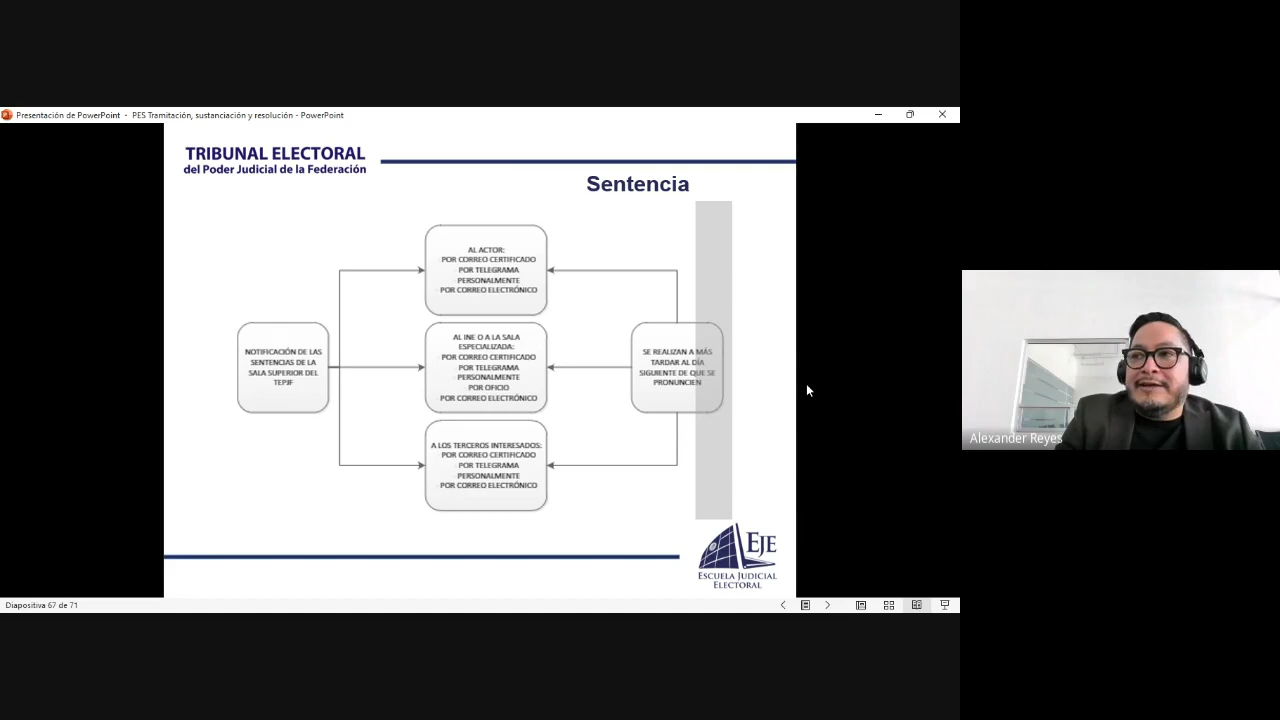 Presentación de PowerPoint - PES Tramitación, sustanciación y resolución - PowerPoint
TRIBUNAL ELECTORAL
del Poder Judicial de la Federación
Sentencia
NOTIFICACIÓN DE LAS
SENTENCIAS DE LA
SALA SUPERIOR DEL
TEPJF
AL ACTOR:
POR CORREO CERTIFICADO
POR TELEGRAMA
PERSONALMENTE
POR CORREO ELECTRÓNICO
AL INE O A LA SALA
ESPECIALIZADA:
POR CORREO CERTIFICADO
POR TELEGRAMA
PERSONALMENTE
POR OFICIO
POR CORREO ELECTRÓNICO
A LOS TERCEROS INTERESADOS:
POR CORREO CERTIFICADO
POR TELEGRAMA
PERSONALMENTE
POR CORREO ELECTRÓNICO
SE REALIZAN A MÁS
TARDAR AL DÍA
SIGUIENTE DE QUE SE
PRONUNCIEN
EJE
ESCUELA JUDICIAL
ELECTORAL
Diapositiva 67 de 71
Alexander Reyes